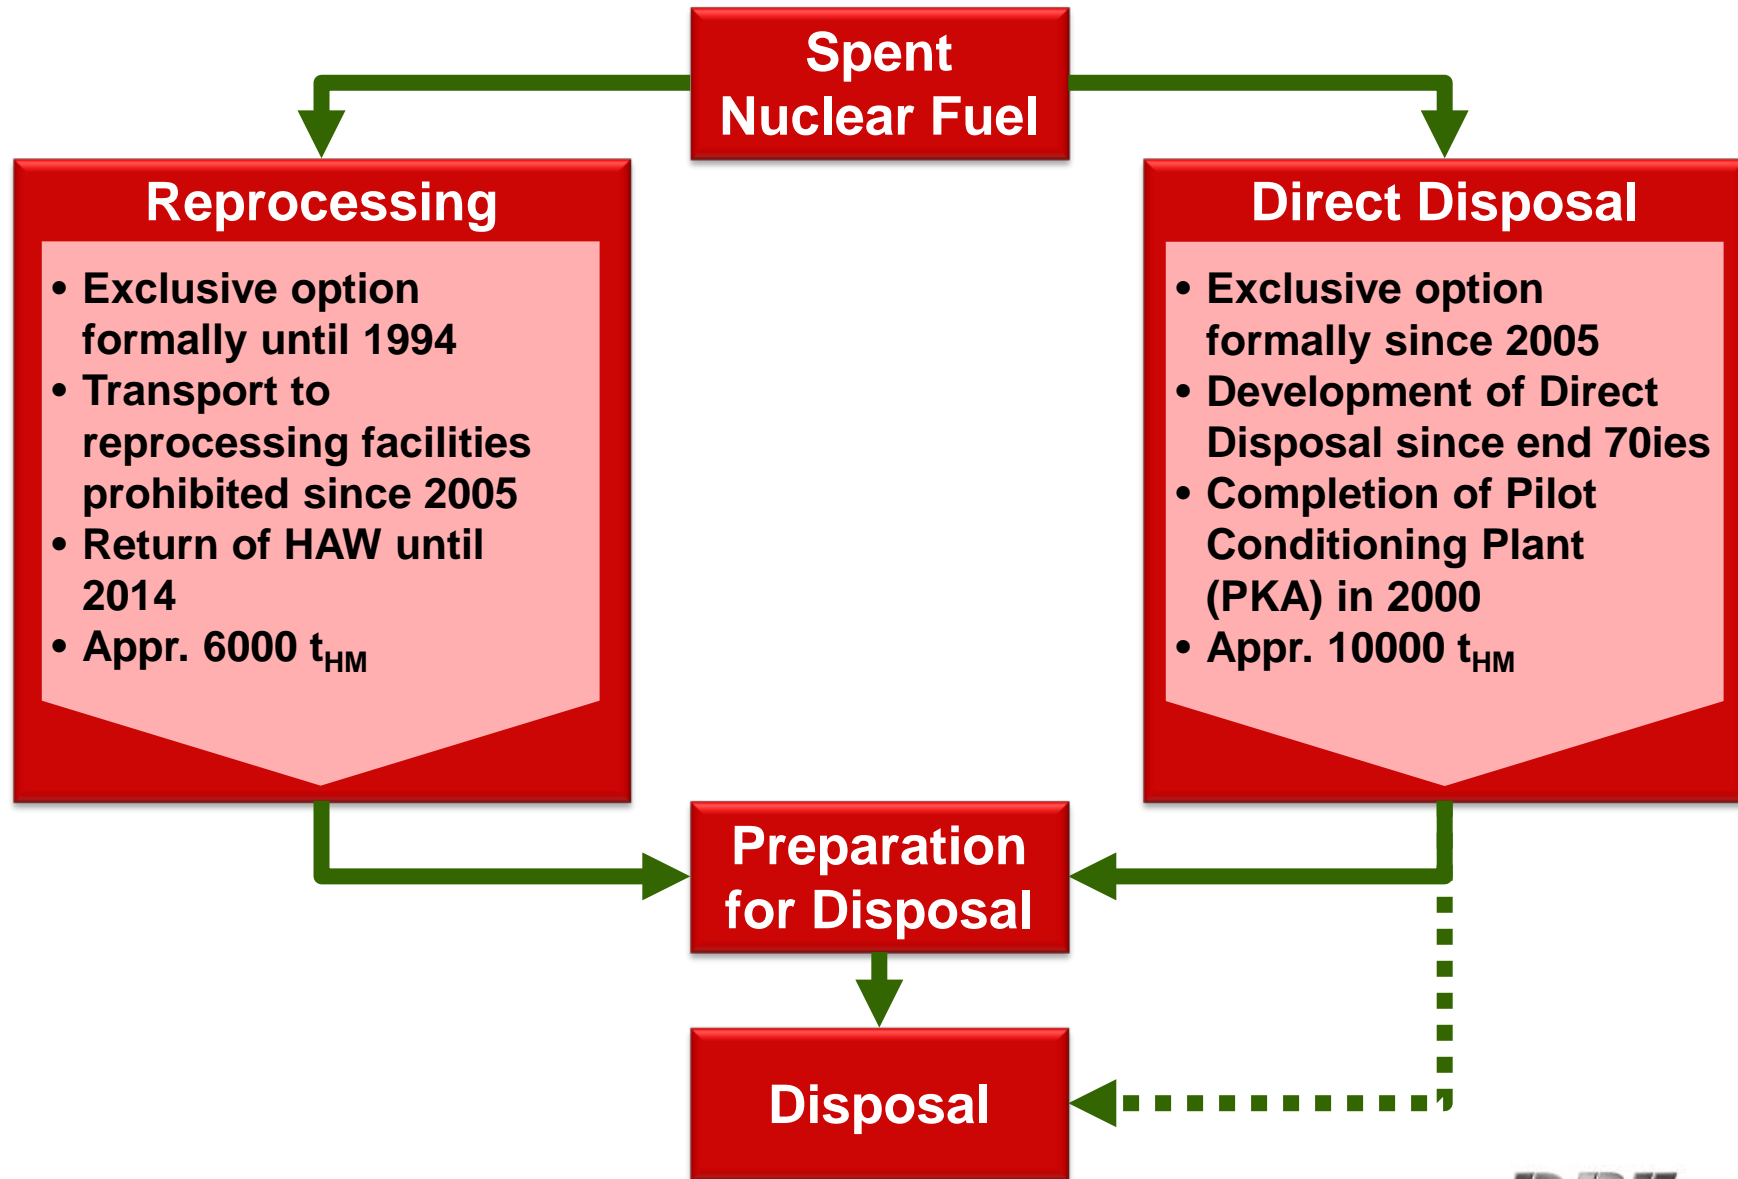 Spent
Nuclear Fuel
Reprocessing
• Exclusive option
formally until 1994
• Transport to
reprocessing facilities
prohibited since 2005
• Return of HAW until
2014
• Appr. 6000 tHM
Direct Disposal
• Exclusive option
formally since 2005
• Development of Direct
Disposal since end 70ies
• Completion of Pilot
Conditioning Plant
(PKA) in 2000
• Appr. 10000 tHM
Preparation
for Disposal
Disposal